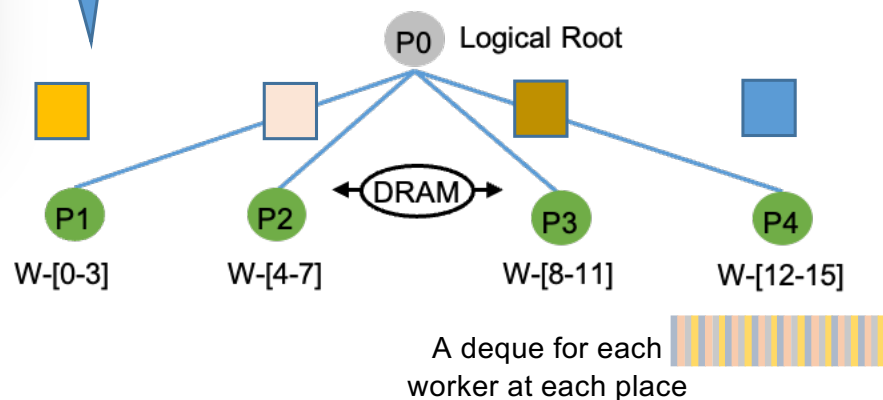 P0 Logical Root
DRAM
P1 P2 P3 P4
W-[0-3] W-[4-7] W-[8-11] W-[12-15]
A deque for each
worker at each place